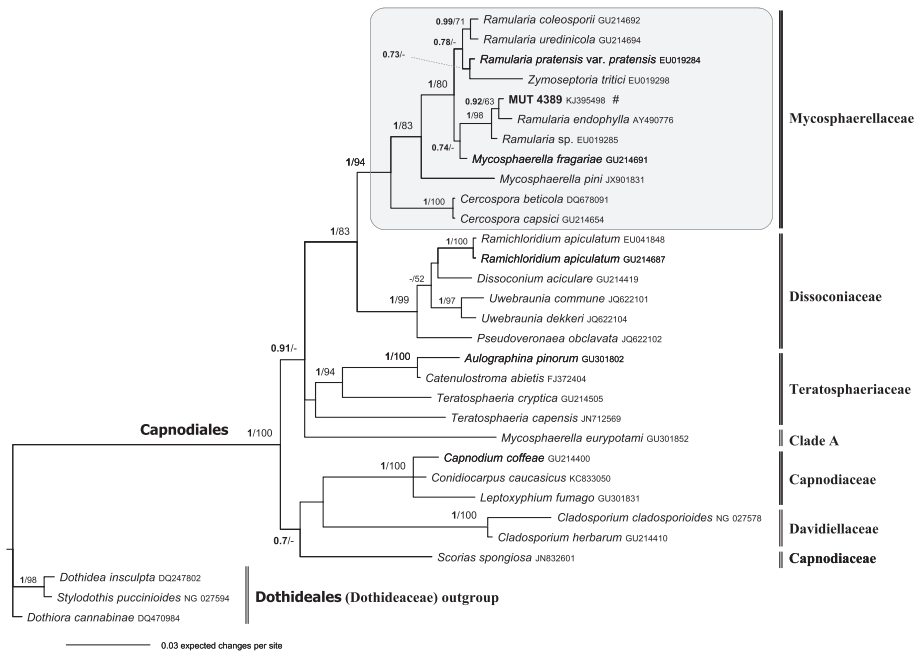 0.99/71
Ramularia coleosporii GU214692
0.78/-
Ramularia uredinicola GU214694
0.73/-
Ramularia pratensis var. pratensis EU019284
Zymoseptoria tritici EU019298
1/80
0.92/63
MUT 4389 KJ395498 #
1/98
Ramularia endophylla AY490776
1/83
Ramularia sp. EU019285
0.74/-
Mycosphaerella fragariae GU214691
1/94
Mycosphaerella pini JX901831
1/100
Cercospora beticola DQ678091
Cercospora capsici GU214654
Mycosphaerellaceae
1/83
1/100
Ramichloridium apiculatum EU041848
Ramichloridium apiculatum GU214687
-/52
Dissoconium aciculare GU214419
1/99
1/97
Uwebraunia commune JQ622101
Uwebraunia dekkeri JQ622104
Pseudoveronaea obclavata JQ622102
Dissoconiaceae
0.91/-
1/100
Aulographina pinorum GU301802
1/94
Catenulostroma abietis FJ372404
Teratosphaeria cryptica GU214505
Teratosphaeria capensis JN712569
Teratosphaeriaceae
Capnodiales
1/100
Mycosphaerella eurypotami GU301852
Clade A
1/100
Capnodium coffeae GU214400
Conidiocarpus caucasicus KC833050
Leptoxyphium fumago GU301831
Capnodiaceae
1/100
Cladosporium cladosporioides NG 027578
Cladosporium herbarum GU214410
Davidiellaceae
0.7/-
Scorias spongiosa JN832601
Capnodiaceae
1/98
Dothidea insculpta DQ247802
Stylodothis puccinioides NG 027594
Dothiora cannabinae DQ470984
Dothideales (Dothideaceae) outgroup
0.03 expected changes per site